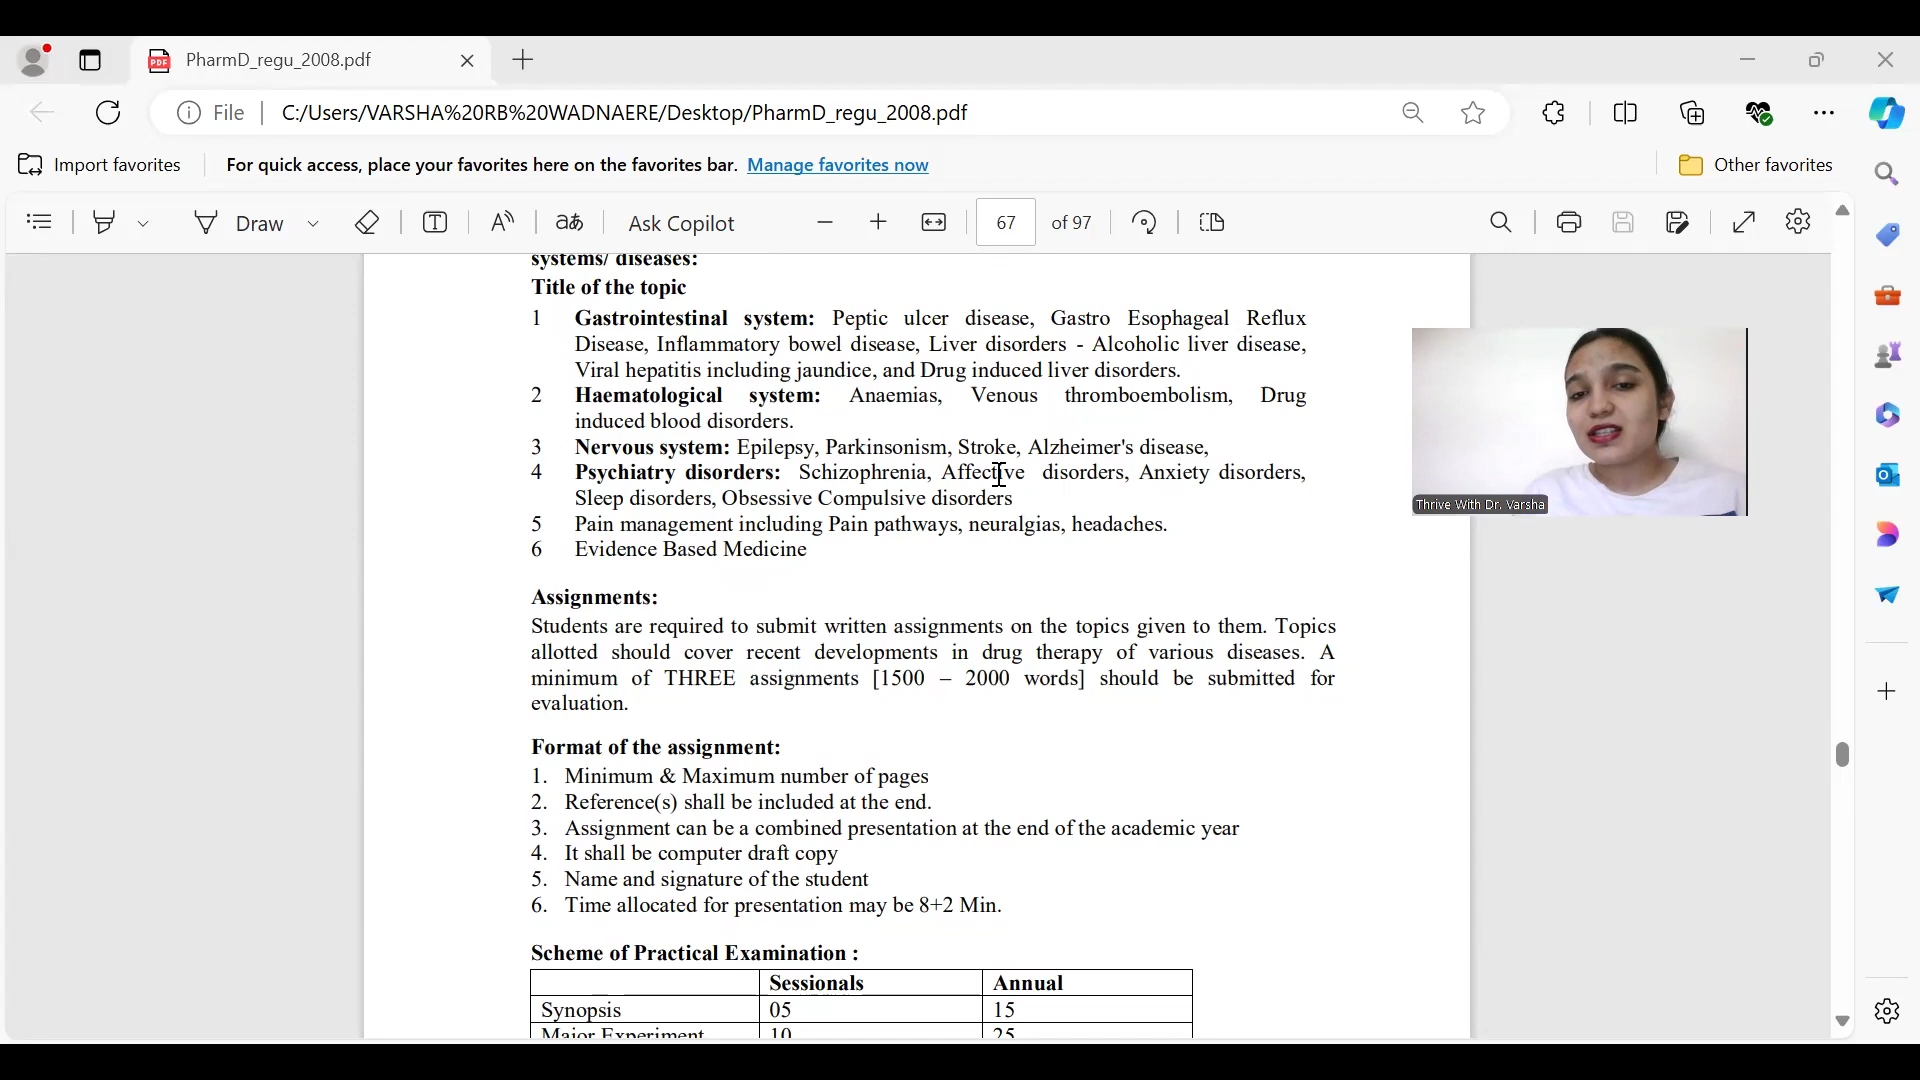 PharmD_regu_2008.pdf
File
C:/Users/VARSHA%20RB%20WADNAERE/Desktop/PharmD_regu_2008.pdf
Import favorites
For quick access, place your favorites here on the favorites bar. Manage favorites now
Other favorites
Draw
Ask Copilot
67 of 97
systems/ diseases:
Title of the topic
1 Gastrointestinal system: Peptic ulcer disease, Gastro Esophageal Reflux
Disease, Inflammatory bowel disease, Liver disorders - Alcoholic liver disease,
Viral hepatitis including jaundice, and Drug induced liver disorders.
2 Haematological system: Anaemias, Venous thromboembolism, Drug
induced blood disorders.
3 Nervous system: Epilepsy, Parkinsonism, Stroke, Alzheimer's disease,
4 Psychiatry disorders: Schizophrenia, Affective disorders, Anxiety disorders,
Sleep disorders, Obsessive Compulsive disorders
5 Pain management including Pain pathways, neuralgias, headaches.
6 Evidence Based Medicine
Thrive With Dr. Varsha
Assignments:
Students are required to submit written assignments on the topics given to them. Topics
allotted should cover recent developments in drug therapy of various diseases. A
minimum of THREE assignments [1500 – 2000 words] should be submitted for
evaluation.
Format of the assignment:
1. Minimum & Maximum number of pages
2. Reference(s) shall be included at the end.
3. Assignment can be a combined presentation at the end of the academic year
4. It shall be computer draft copy
5. Name and signature of the student
6. Time allocated for presentation may be 8+2 Min.
Scheme of Practical Examination :
Sessionals Annual
Synopsis 05 15
Major Experiment 10 25